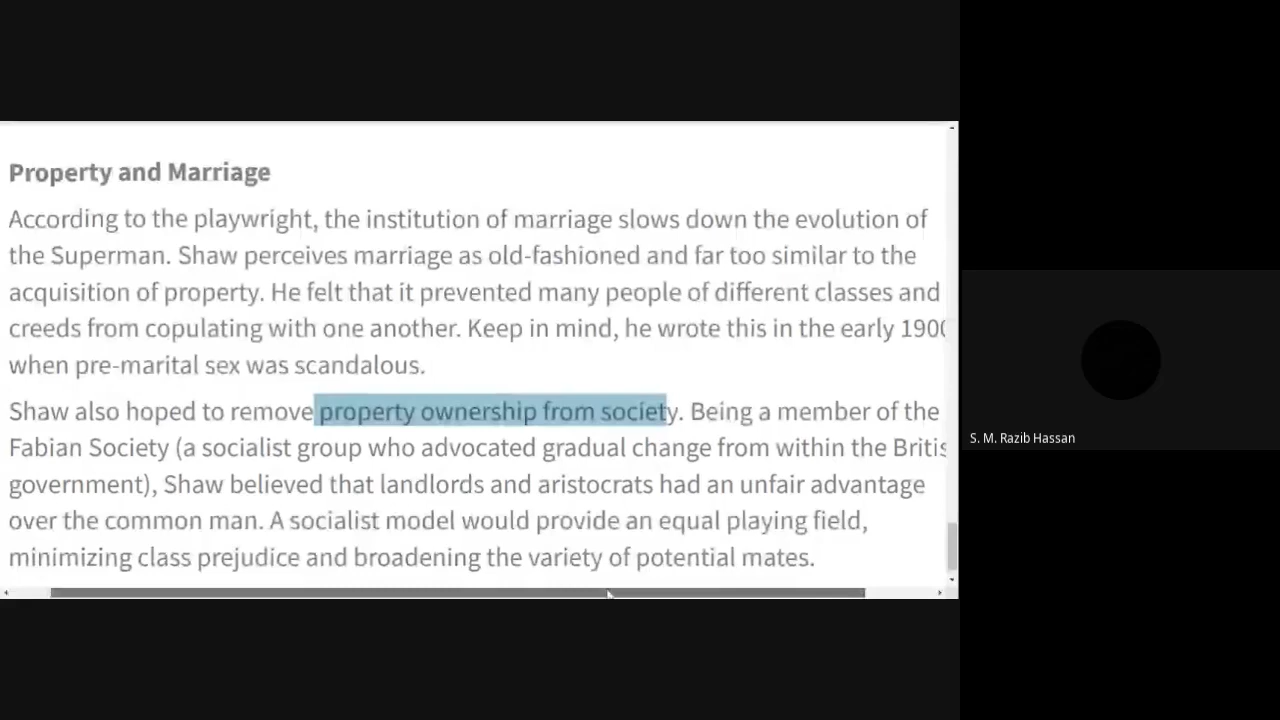 Property and Marriage
According to the playwright, the institution of marriage slows down the evolution of
the Superman. Shaw perceives marriage as old-fashioned and far too similar to the
acquisition of property. He felt that it prevented many people of different classes and
creeds from copulating with one another. Keep in mind, he wrote this in the early 190
when pre-marital sex was scandalous.
Shaw also hoped to remove property ownership from society. Being a member of the
Fabian Society (a socialist group who advocated gradual change from within the Britis
government), Shaw believed that landlords and aristocrats had an unfair advantage
over the common man. A socialist model would provide an equal playing field,
minimizing class prejudice and broadening the variety of potential mates.
S. M. Razib Hassan